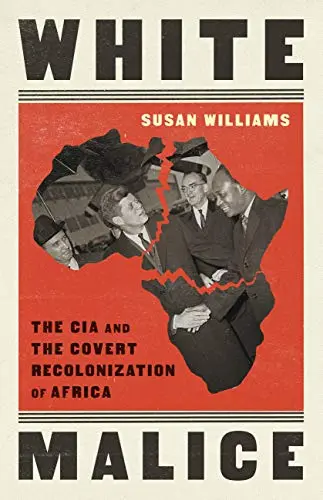 WHITE
SUSAN WILLIAMS
THE CIA AND
THE COVERT
RECOLONIZATION
OF AFRICA
MALICE